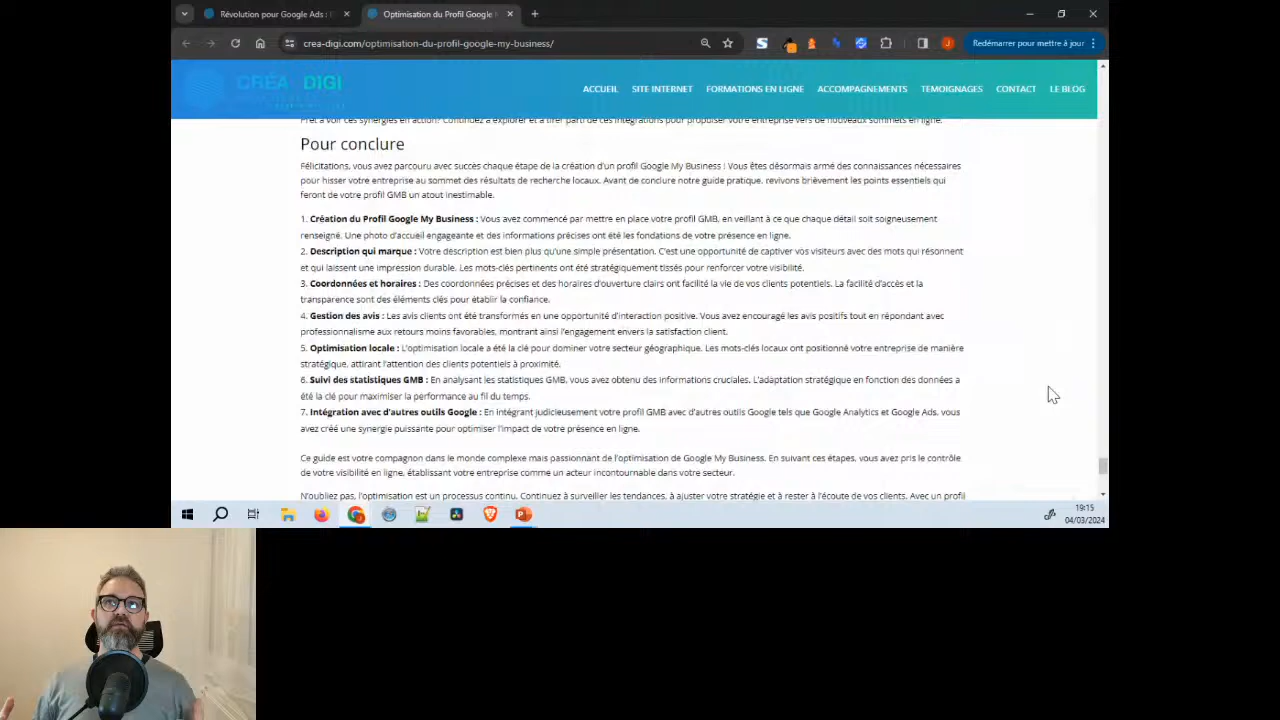 Révolution pour Google Ads :
Optimisation du Profil Google
crea-digi.com/optimisation-du-profil-google-my-business/
Redémarrer pour mettre à jour
CRÉA DIGI
ACCUEIL SITE INTERNET FORMATIONS EN LIGNE ACCOMPAGNEMENTS TEMOIGNAGES CONTACT LE BLOG
Prêt à voir ces synergies en action? Continuez à explorer et à tirer parti de ces intégrations pour propulser votre entreprise vers de nouveaux sommets en ligne.
Pour conclure
Félicitations, vous avez parcouru avec succès chaque étape de la création d'un profil Google My Business ! Vous êtes désormais armé des connaissances nécessaires
pour hisser votre entreprise au sommet des résultats de recherche locaux. Avant de conclure notre guide pratique, revivons brièvement les points essentiels qui
feront de votre profil GMB un atout inestimable.
1. Création du Profil Google My Business : Vous avez commencé par mettre en place votre profil GMB, en veillant à ce que chaque détail soit soigneusement
renseigné. Une photo d'accueil engageante et des informations précises ont été les fondations de votre présence en ligne.
2. Description qui marque : Votre description est bien plus qu'une simple présentation. C'est une opportunité de captiver vos visiteurs avec des mots qui résonnent
et qui laissent une impression durable. Les mots-clés pertinents ont été stratégiquement tissés pour renforcer votre visibilité.
3. Coordonnées et horaires : Des coordonnées précises et des horaires d'ouverture clairs ont facilité la vie de vos clients potentiels. La facilité d'accès et la
transparence sont des éléments clés pour établir la confiance.
4. Gestion des avis : Les avis clients ont été transformés en une opportunité d'interaction positive. Vous avez encouragé les avis positifs tout en répondant avec
professionnalisme aux retours moins favorables, montrant ainsi l'engagement envers la satisfaction client.
5. Optimisation locale : L'optimisation locale a été la clé pour dominer votre secteur géographique. Les mots-clés locaux ont positionné votre entreprise de manière
stratégique, attirant l'attention des clients potentiels à proximité.
6. Suivi des statistiques GMB : En analysant les statistiques GMB, vous avez obtenu des informations cruciales. L'adaptation stratégique en fonction des données a
été la clé pour maximiser la performance au fil du temps.
7. Intégration avec d'autres outils Google : En intégrant judicieusement votre profil GMB avec d'autres outils Google tels que Google Analytics et Google Ads, vous
avez créé une synergie puissante pour optimiser l'impact de votre présence en ligne.
Ce guide est votre compagnon dans le monde complexe mais passionnant de l'optimisation de Google My Business. En suivant ces étapes, vous avez pris le contrôle
de votre visibilité en ligne, établissant votre entreprise comme un acteur incontournable dans votre secteur.
N'oubliez pas, l'optimisation est un processus continu. Continuez à surveiller les tendances, à ajuster votre stratégie et à rester à l'écoute de vos clients. Avec un profil
19:15
04/03/2024